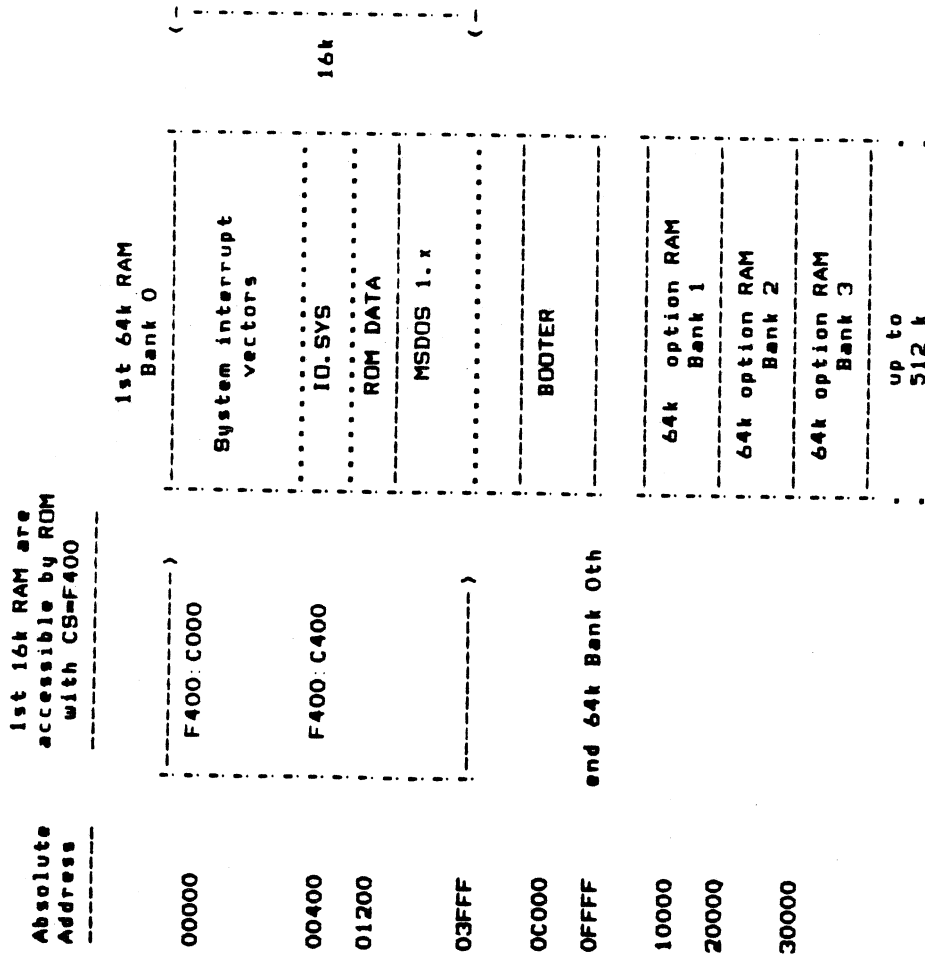 Absolute Address
1st 16k RAM are accessible by ROM with CS=F400
1st 64k RAM Bank 0
00000
F400:C000
System interrupt vectors
16k
00400
F400:C400
IO.SYS
01200
ROM DATA
MSDOS 1.x
03FFF
0C000
BOOTER
0FFFF
end 64k Bank 0th
10000
64k option RAM
Bank 1
20000
64k option RAM
Bank 2
30000
64k option RAM
Bank 3
up to
512 k